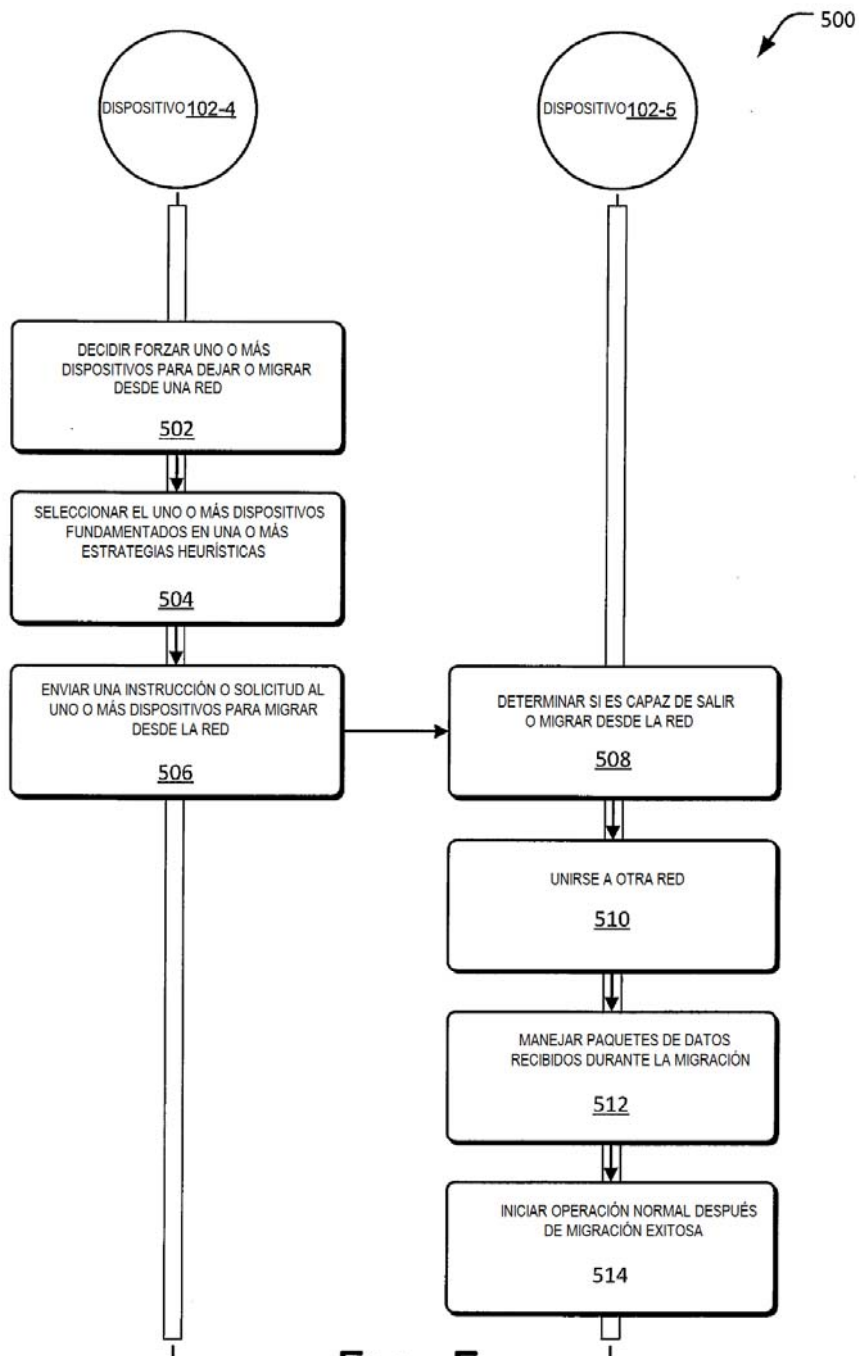 500
DISPOSITIVO 102-4
DISPOSITIVO 102-5
DECIDIR FORZAR UNO O MÁS
DISPOSITIVOS PARA DEJAR O MIGRAR
DESDE UNA RED
502
SELECCIONAR EL UNO O MÁS DISPOSITIVOS
FUNDAMENTADOS EN UNA O MÁS
ESTRATEGIAS HEURÍSTICAS
504
ENVIAR UNA INSTRUCCIÓN O SOLICITUD AL
UNO O MÁS DISPOSITIVOS PARA MIGRAR
DESDE LA RED
506
DETERMINAR SI ES CAPAZ DE SALIR
O MIGRAR DESDE LA RED
508
UNIRSE A OTRA RED
510
MANEJAR PAQUETES DE DATOS
RECIBIDOS DURANTE LA MIGRACIÓN
512
INICIAR OPERACIÓN NORMAL DESPUÉS
DE MIGRACIÓN EXITOSA
514